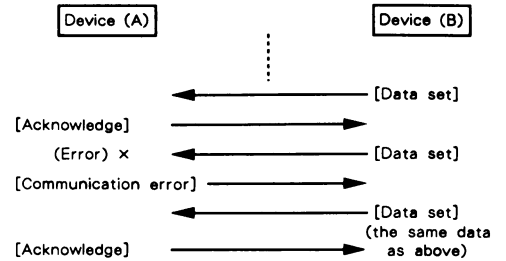 Device (A) Device (B)
[Data set]
[Acknowledge]
(Error) × [Data set]
[Communication error]
[Data set]
(the same data
[Acknowledge] as above)